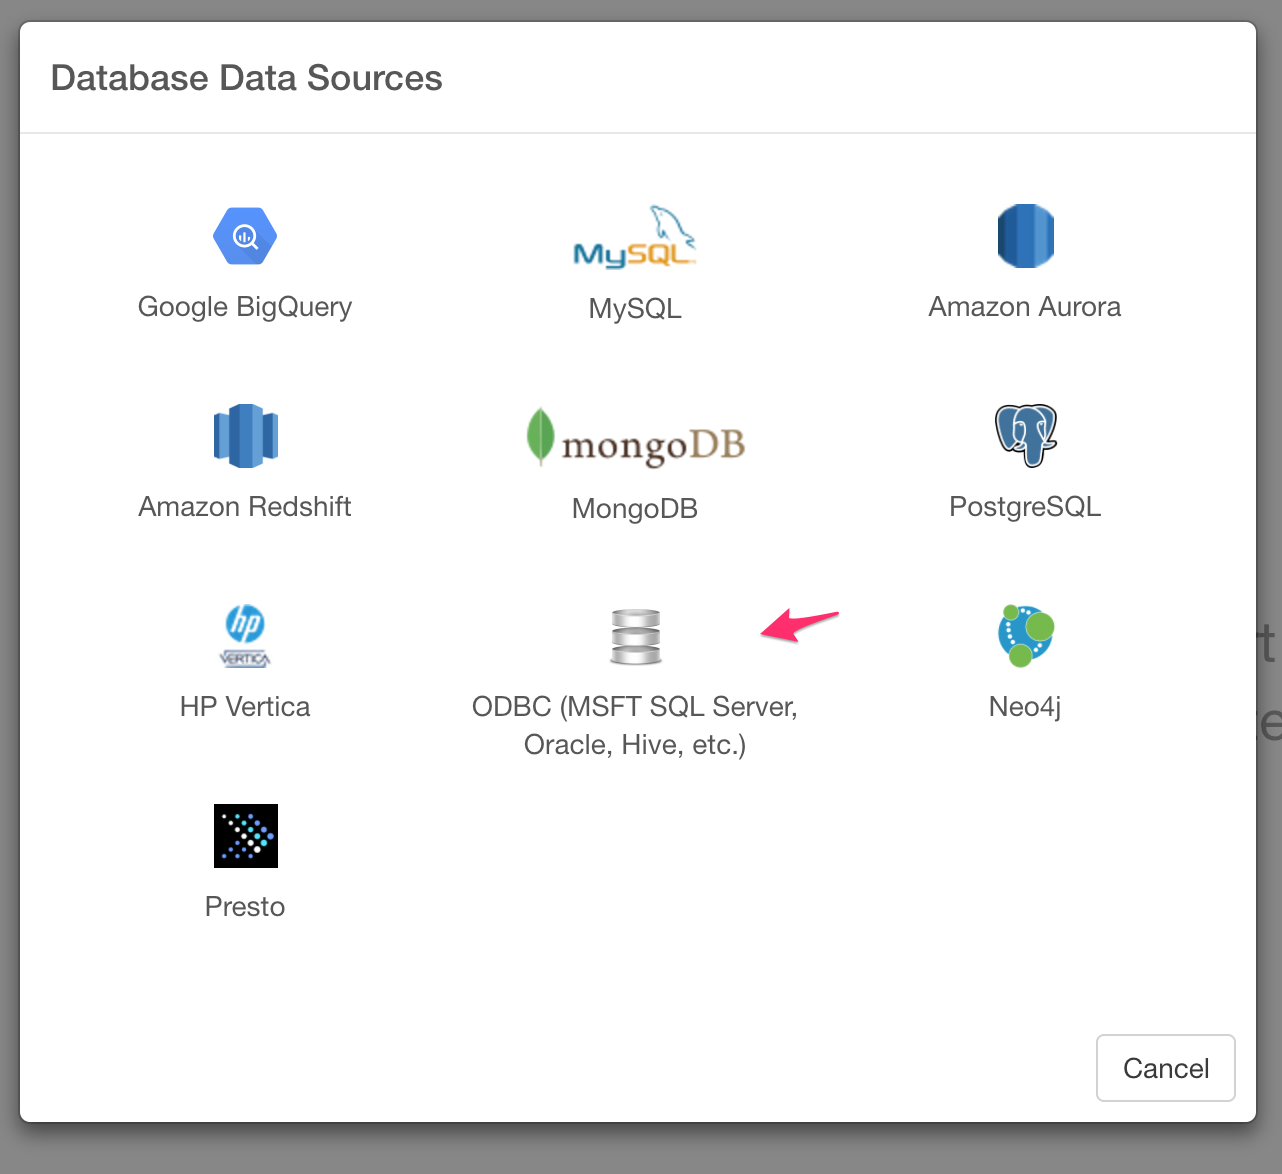 Database Data Sources
MySQL
Google BigQuery
MySQL
Amazon Aurora
mongoDB
Amazon Redshift
MongoDB
PostgreSQL
hp
VERTICA
HP Vertica
ODBC (MSFT SQL Server,
Oracle, Hive, etc.)
Neo4j
Presto
Cancel